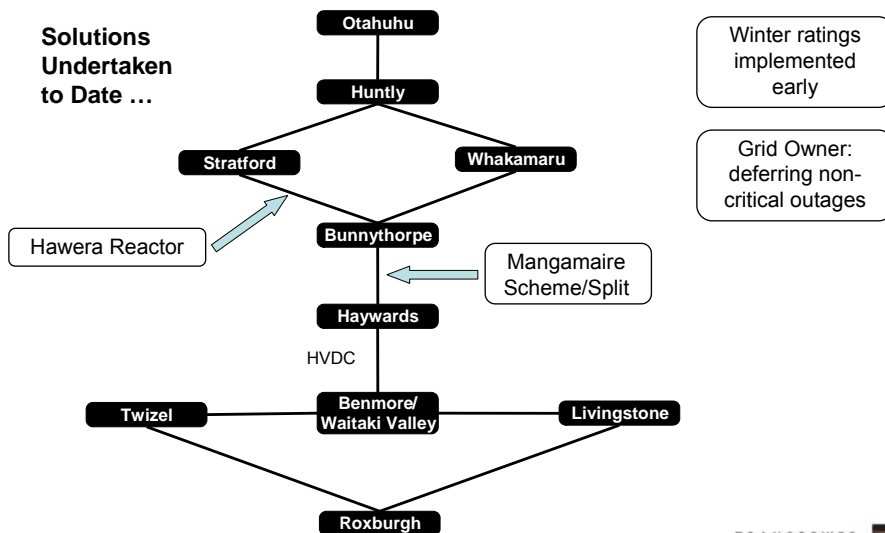 Solutions
Undertaken
to Date …
Otahuhu
Winter ratings
implemented
early
Huntly
Stratford
Whakamaru
Grid Owner:
deferring non-
critical outages
Hawera Reactor
Bunnythorpe
Mangamaire
Scheme/Split
Haywards
HVDC
Twizel
Benmore/
Waitaki Valley
Livingstone
Roxburgh